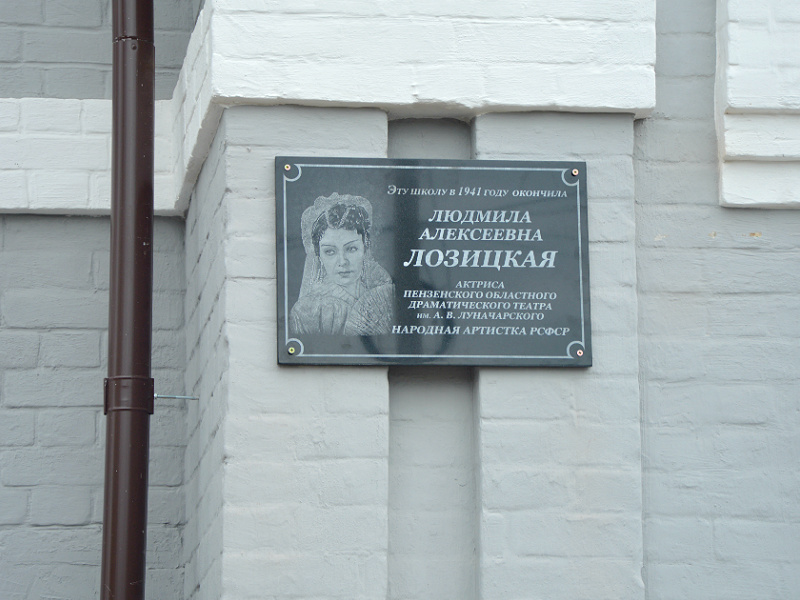 Эту школу в 1941 году окончила
ЛЮДМИЛА
АЛЕКСЕЕВНА
ЛОЗИЦКАЯ
АКТРИСА
ПЕНЗЕНСКОГО ОБЛАСТНОГО
ДРАМАТИЧЕСКОГО ТЕАТРА
ИМ. А. В. ЛУНАЧАРСКОГО
НАРОДНАЯ АРТИСТКА РСФСР